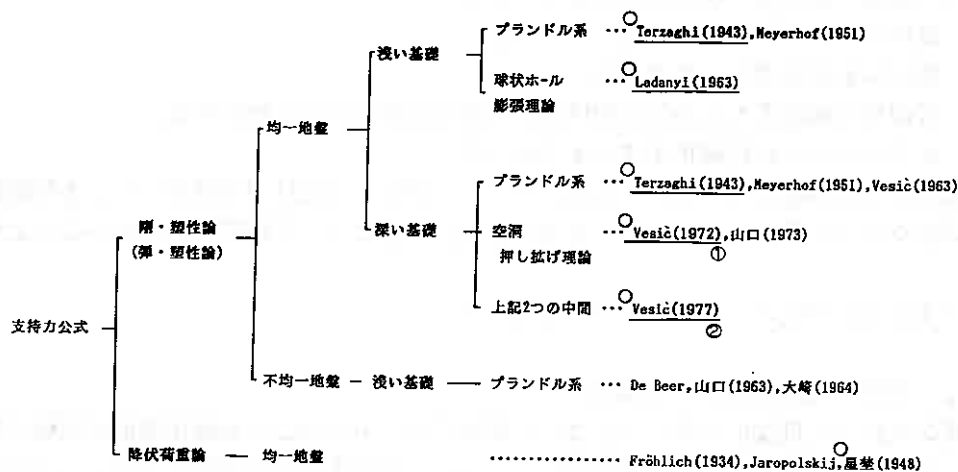 プランドル系 … Terzaghi(1943),Meyerhof(1951)
浅い基礎
球状ホール … Ladanyi(1963)
膨張理論
均一地盤
プランドル系 … Terzaghi(1943),Meyerhof(1951),Vesic̀(1963)
剛・塑性論
(弾・塑性論)
深い基礎
空洞 … Vesic̀(1972),山口(1973)
①
押し拡げ理論
上記2つの中間 … Vesic̀(1977)
②
支持力公式
不均一地盤 浅い基礎 プランドル系 … De Beer,山口(1963),大崎(1964)
降伏荷重論 均一地盤 ……………… Fröhlich(1934),Jaropolskij,星埜(1948)